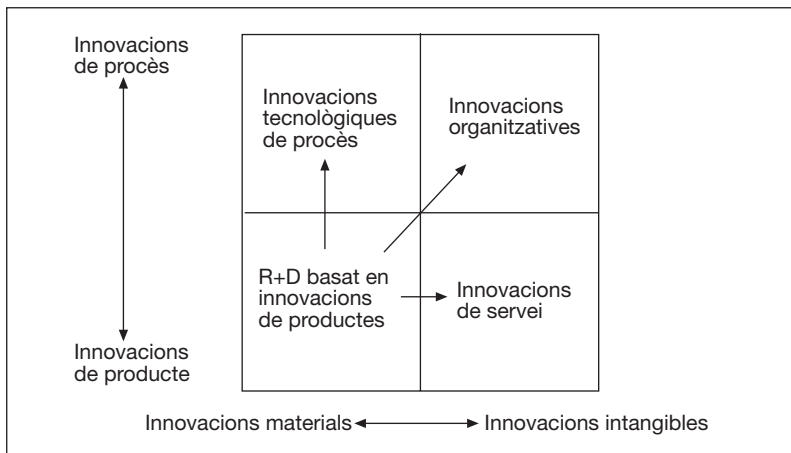 Innovacions
de procès
Innovacions
tecnològiques
de procès
Innovacions
organitzatives
R+D basat en
innovacions
de productes
Innovacions
de servei
Innovacions
de producte
Innovacions materials
Innovacions intangibles